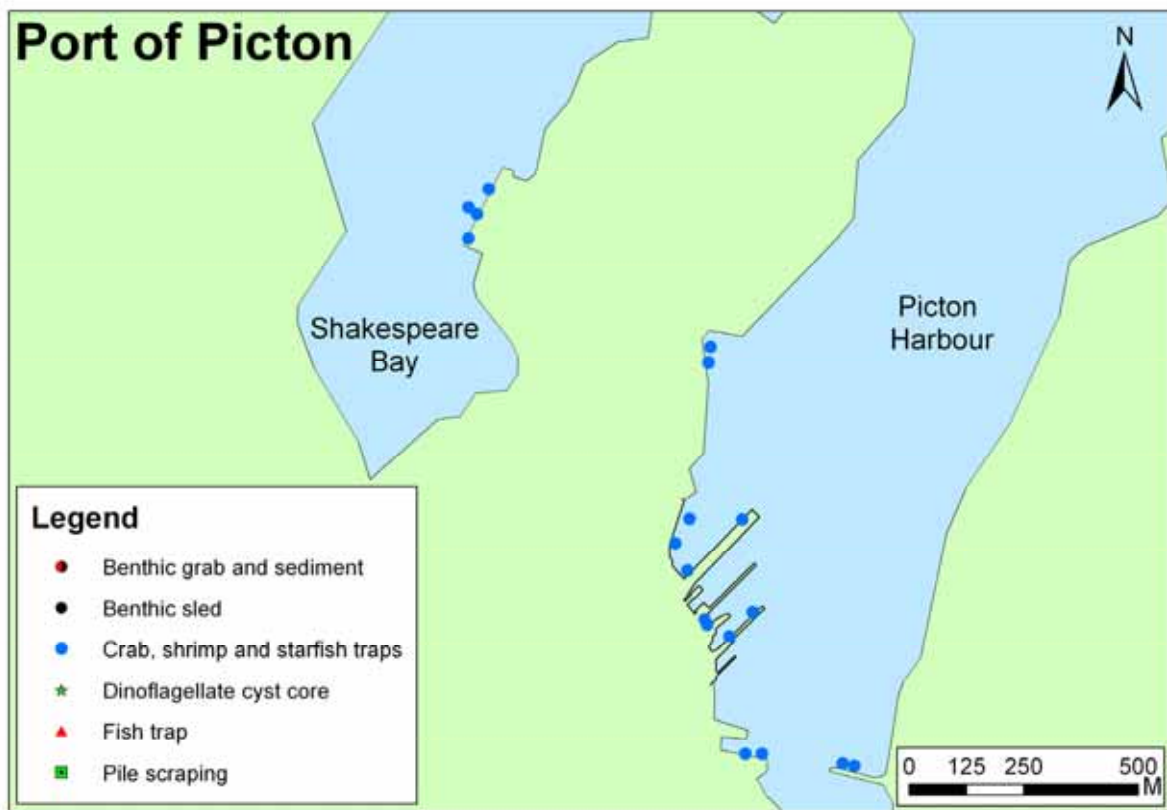 Port of Picton
N
Shakespeare
Bay
Picton
Harbour
Legend
Benthic grab and sediment
Benthic sled
Crab, shrimp and starfish traps
Dinoflagellate cyst core
Fish trap
Pile scraping
0 125 250 500
M